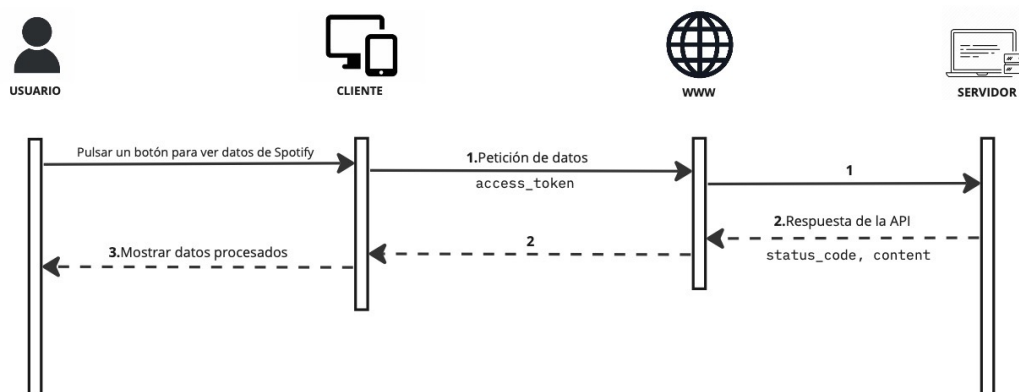 USUARIO
CLIENTE
WWW
SERVIDOR
Pulsar un botón para ver datos de Spotify
1.Petición de datos
access_token
1
2.Respuesta de la API
status_code, content
2
3.Mostrar datos procesados